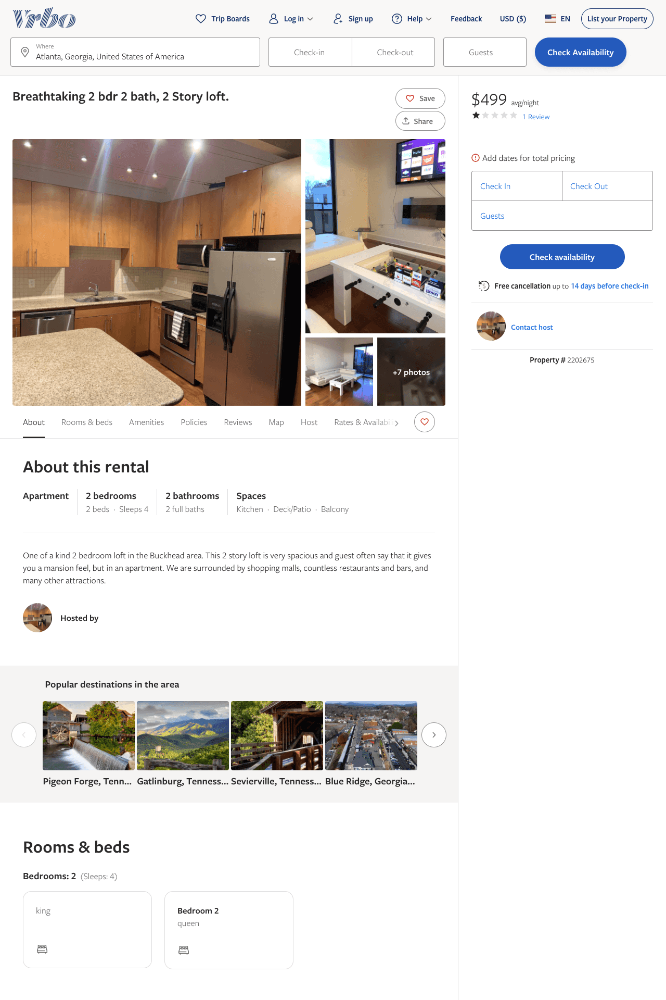 Vrbo
Trip Boards
Log in
Sign up
Help
Feedback
USD ($)
EN
List your Property
Where
Atlanta, Georgia, United States of America
Check-in
Check-out
Guests
Check Availability
Breathtaking 2 bdr 2 bath, 2 Story loft.
Save
Share
$499 avg/night
1 Review
Add dates for total pricing
Check In
Check Out
Guests
Check availability
Free cancellation up to 14 days before check-in
Contact host
Property # 2202675
hulu
+7 photos
About
Rooms & beds
Amenities
Policies
Reviews
Map
Host
Rates & Availabili
About this rental
Apartment
2 bedrooms
2 beds · Sleeps 4
2 bathrooms
2 full baths
Spaces
Kitchen · Deck/Patio · Balcony
One of a kind 2 bedroom loft in the Buckhead area. This 2 story loft is very spacious and guest often say that it gives
you a mansion feel, but in an apartment. We are surrounded by shopping malls, countless restaurants and bars, and
many other attractions.
Hosted by
Popular destinations in the area
Pigeon Forge, Tenn...
Gatlinburg, Tenness...
Sevierville, Tenness...
Blue Ridge, Georgia...
Rooms & beds
Bedrooms: 2 (Sleeps: 4)
king
Bedroom 2
queen